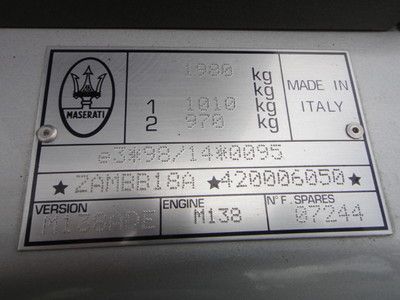 MASERATI
1980 kg
kg
1 1010 kg
2 970 kg
MADE IN
ITALY
e3*98/14*0095
★ZAMBB18A★420006050★
VERSION
ENGINE M138
N°F. SPARES
07244